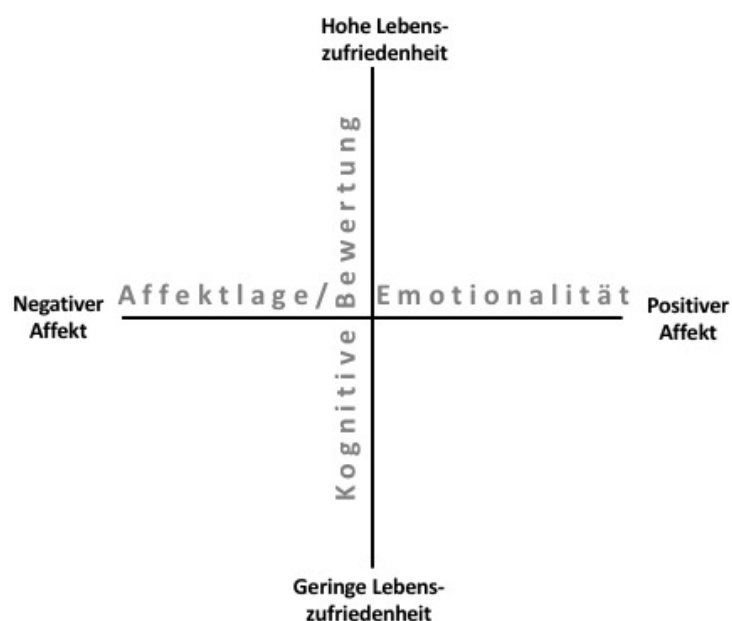 Hohe Lebens-
zufriedenheit
Kognitive Bewertung
Affektlage/ Emotionalität
Negativer
Affekt
Positiver
Affekt
Geringe Lebens-
zufriedenheit